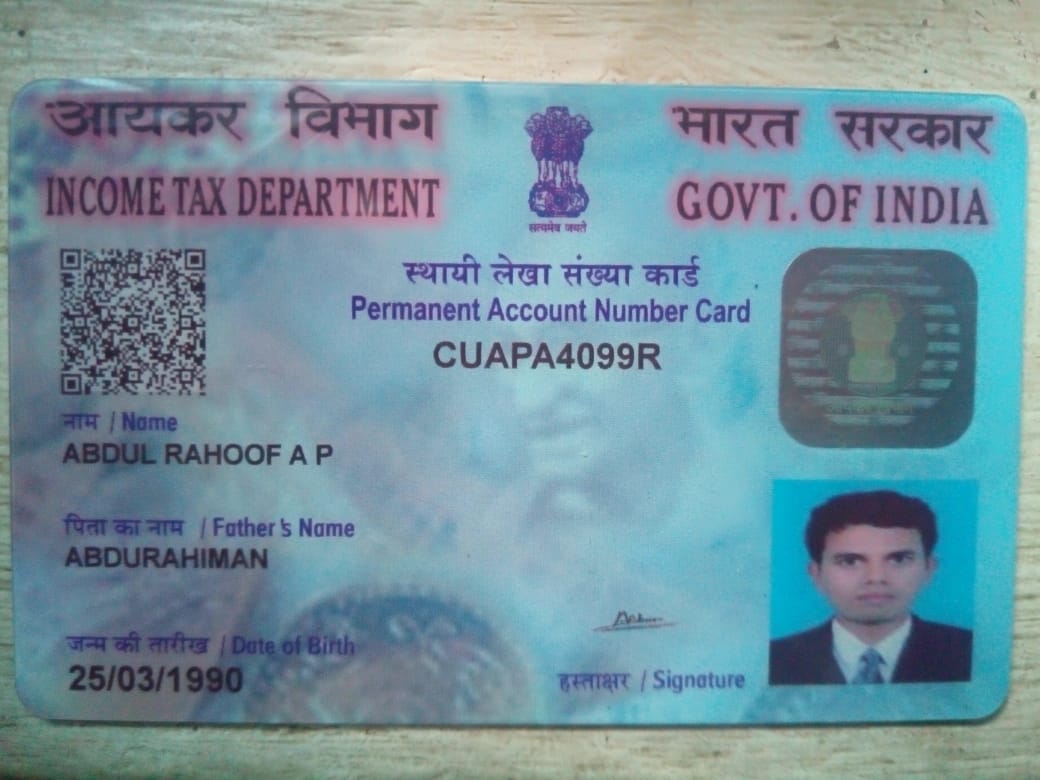 आयकर विभाग
INCOME TAX DEPARTMENT
सत्यमेव जयते
भारत सरकार
GOVT. OF INDIA
स्थायी लेखा संख्या कार्ड
Permanent Account Number Card
CUAPA4099R
नाम / Name
ABDUL RAHOOF A P
पिता का नाम / Father's Name
ABDURAHIMAN
जन्म की तारीख / Date of Birth
25/03/1990
हस्ताक्षर / Signature